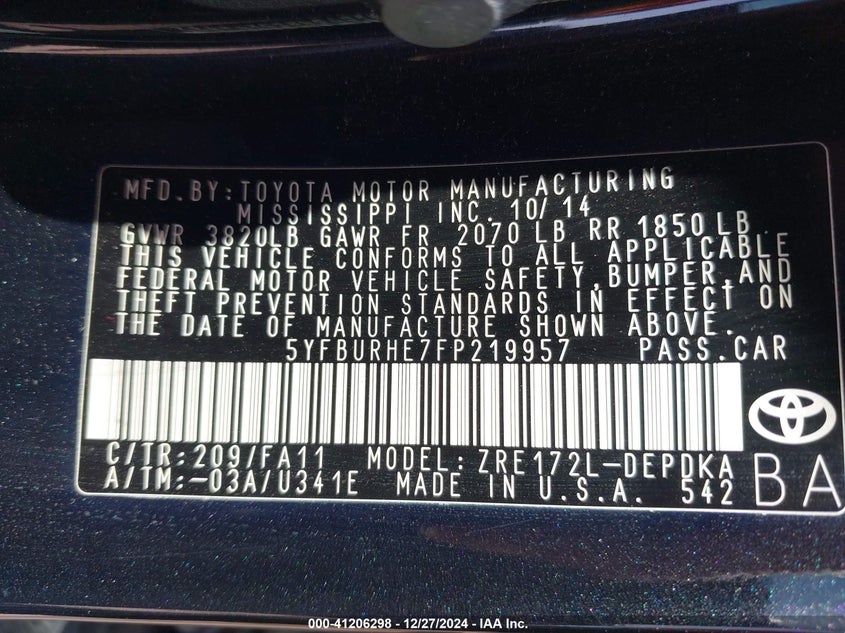 MFD.BY:TOYOTA MOTOR MANUFACTURING
MISSISSIPPI INC. 10/14
GVWR 3820LB GAWR FR 2070 LB RR 1850LB
THIS VEHICLE CONFORMS TO ALL APPLICABLE
FEDERAL MOTOR VEHICLE SAFETY,BUMPER,AND
THEFT PREVENTION STANDARDS IN EFFECT ON
THE DATE OF MANUFACTURE SHOWN ABOVE.
5YFBURHE7FP219957 PASS.CAR
C/TR:209/FA11 MODEL:ZRE172L-DEPDKA
A/TM:-03A/U341E MADE IN U.S.A. 542
BA
000-41206298 - 12/27/2024 - IAA Inc.